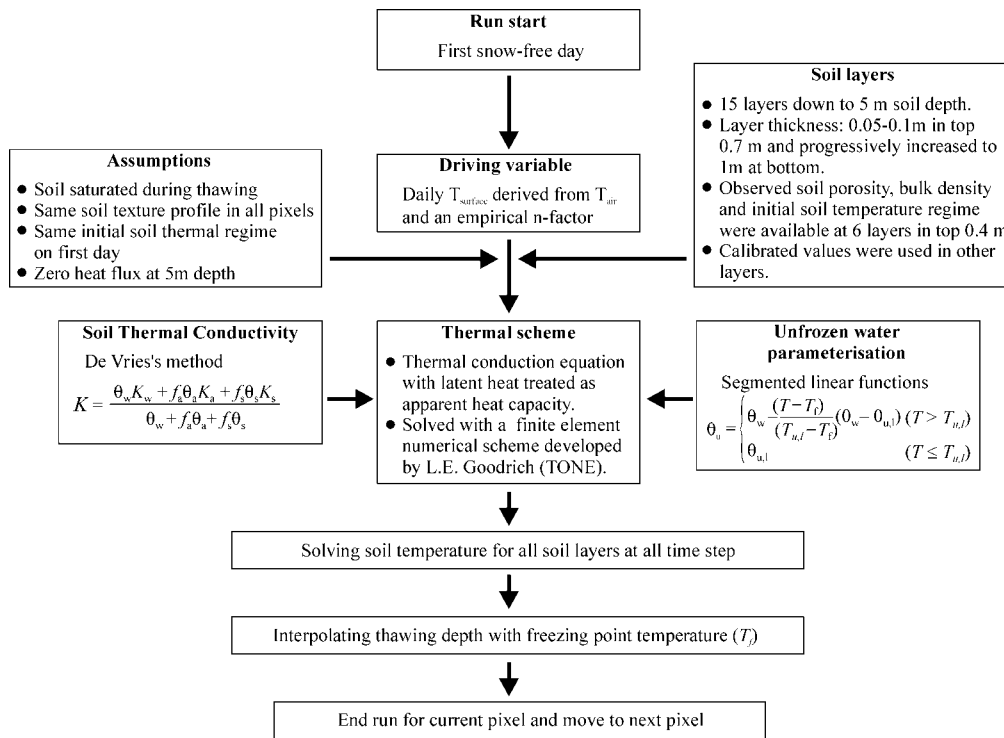 Run start
First snow-free day
Soil layers
● 15 layers down to 5 m soil depth.
● Layer thickness: 0.05-0.1m in top
0.7 m and progressively increased to
1m at bottom.
● Observed soil porosity, bulk density
and initial soil temperature regime
were available at 6 layers in top 0.4 m
● Calibrated values were used in other
layers.
Assumptions
● Soil saturated during thawing
● Same soil texture profile in all pixels
● Same initial soil thermal regime
on first day
● Zero heat flux at 5m depth
Driving variable
Daily T_surface derived from T_air
and an empirical n-factor
Soil Thermal Conductivity
De Vries's method
K = (θ_w K_w + f_a θ_a K_a + f_s θ_s K_s) / (θ_w + f_a θ_a + f_s θ_s)
Thermal scheme
● Thermal conduction equation
with latent heat treated as
apparent heat capacity.
● Solved with a finite element
numerical scheme developed
by L.E. Goodrich (TONE).
Unfrozen water
parameterisation
Segmented linear functions
θ_u = { θ_w (T−T_f) / (T_u,l−T_f) (θ_w − θ_u,l) (T > T_u,l)
θ_u,l (T ≤ T_u,l)
Solving soil temperature for all soil layers at all time step
Interpolating thawing depth with freezing point temperature (T_f)
End run for current pixel and move to next pixel